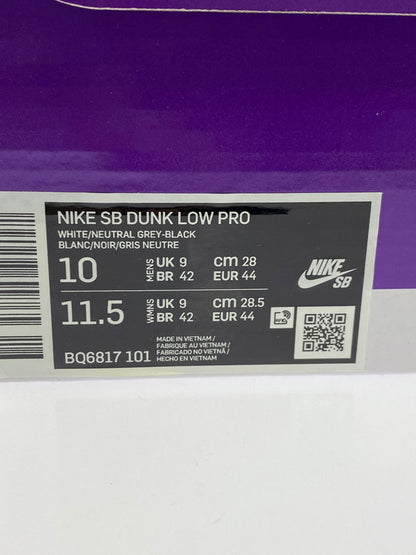 NIKE SB DUNK LOW PRO
WHITE/NEUTRAL GREY-BLACK
BLANC/NOIR/GRIS NEUTRE
10 MENS UK 9 CM 28
BR 42 EUR 44
11.5 WMNS UK 9 CM 28.5
BR 42 EUR 44
NIKE
SB
BQ6817 101
MADE IN VIETNAM /
FABRIQUE AU VIETNAM /
FABRICADO NO VIETNÃ /
HECHO EN VIETNAM